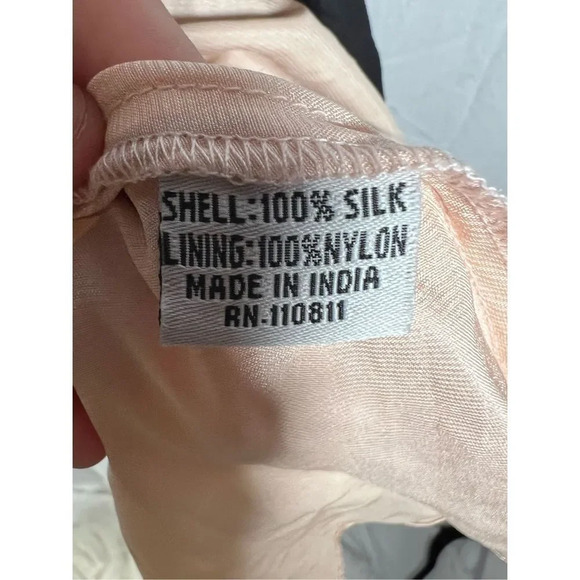 SHELL:100% SILK
LINING:100%NYLON
MADE IN INDIA
RN-110811